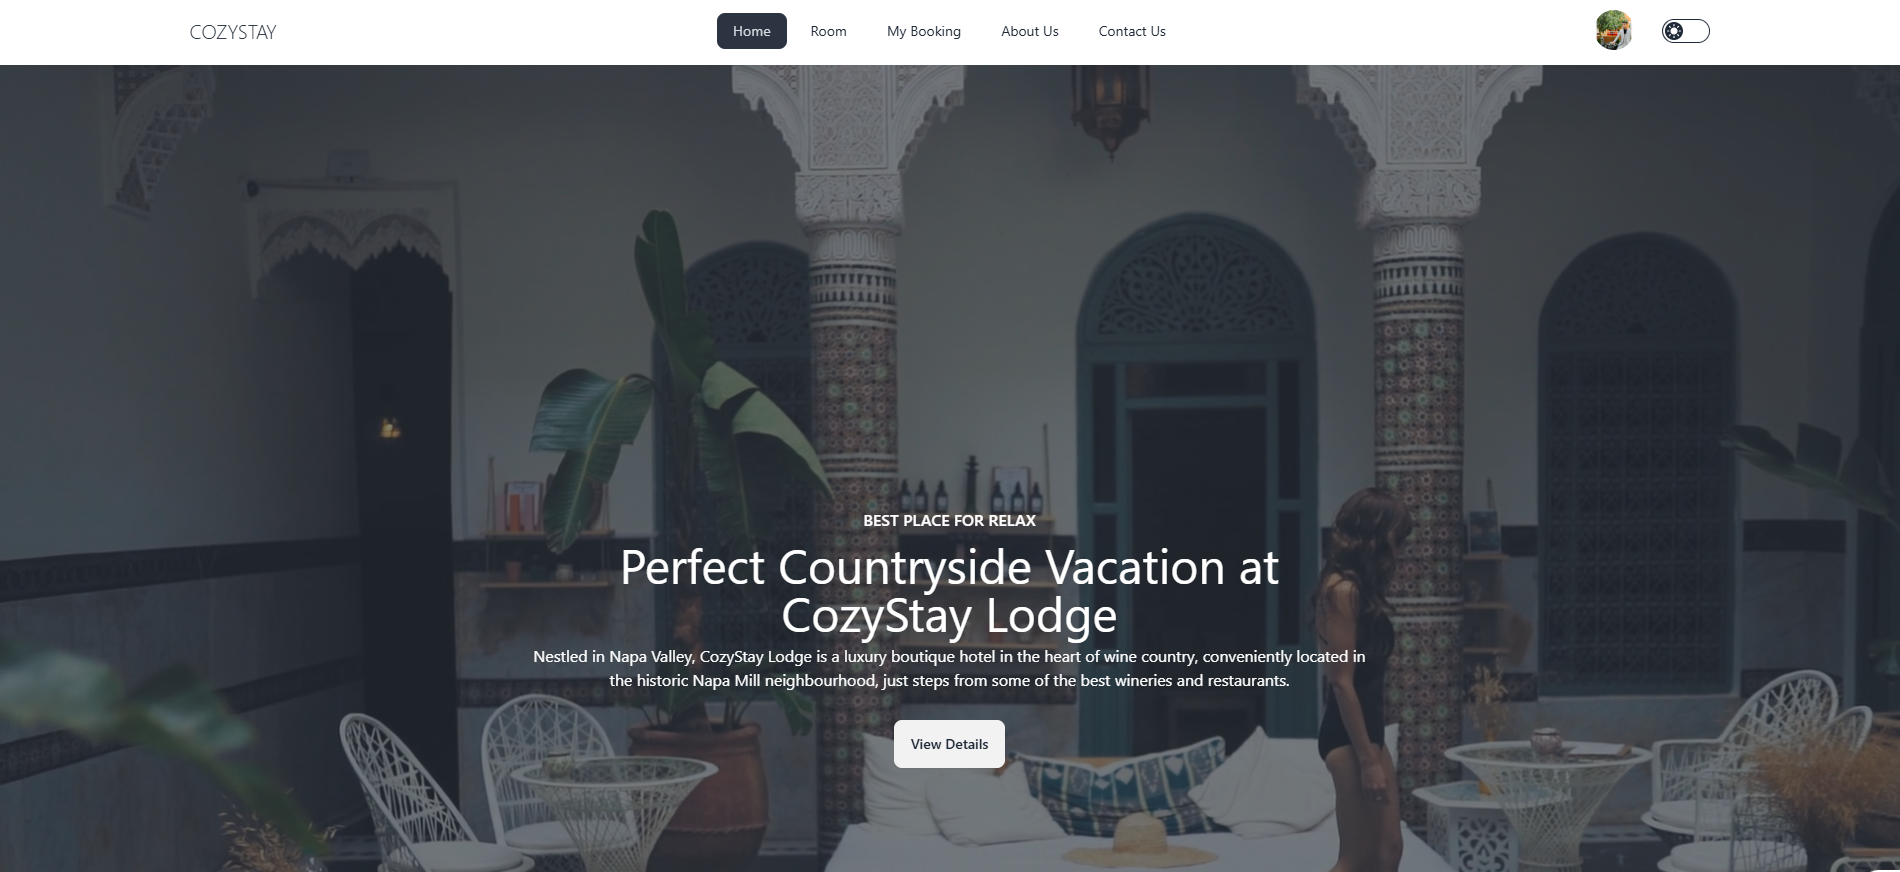 COZYSTAY
Home
Room
My Booking
About Us
Contact Us
BEST PLACE FOR RELAX
Perfect Countryside Vacation at
CozyStay Lodge
Nestled in Napa Valley, CozyStay Lodge is a luxury boutique hotel in the heart of wine country, conveniently located in
the historic Napa Mill neighbourhood, just steps from some of the best wineries and restaurants.
View Details